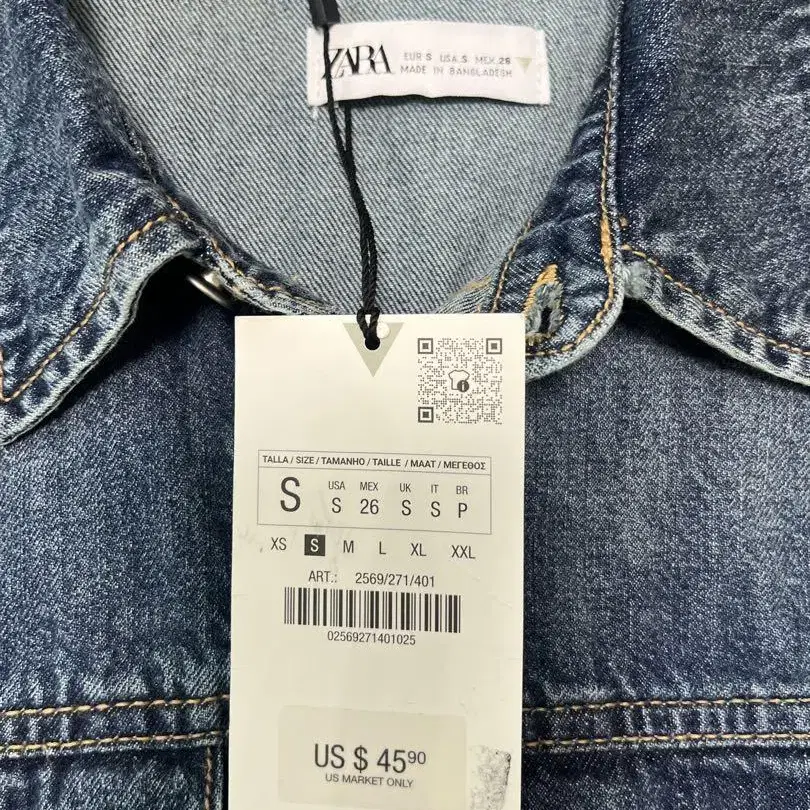 ZARA
EUR S USA S MEX 26
MADE IN BANGLADESH
TALLA / SIZE / TAMANHO / TAILLE / MAAT / ΜΕΓΕΘΟΣ
USA MEX UK IT BR
S S 26 S S P
XS S M L XL XXL
ART.: 2569/271/401
02569271401025
US $ 45 90
US MARKET ONLY